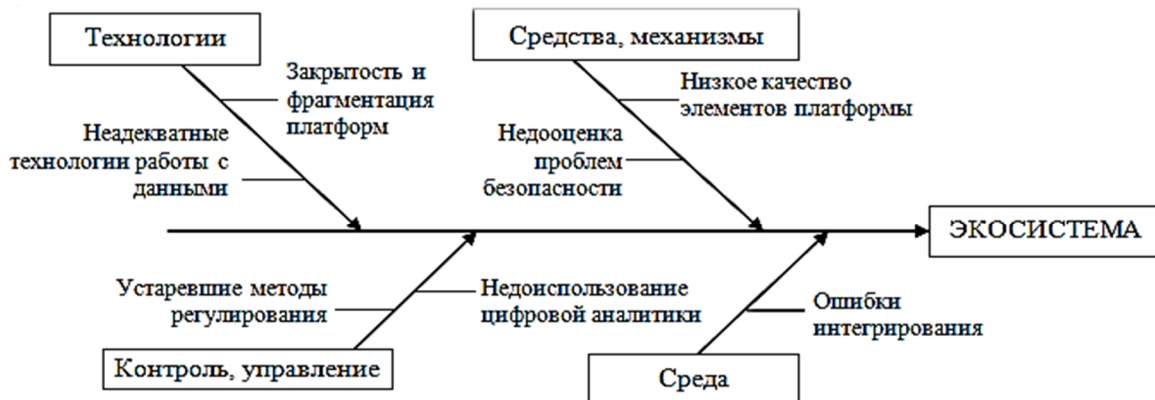 Технологии
Средства, механизмы
Закрытость и
фрагментация
платформ
Низкое качество
элементов платформы
Неадекватные
технологии работы с
данными
Недооценка
проблем
безопасности
ЭКОСИСТЕМА
Устаревшие методы
регулирования
Недоиспользование
цифровой аналитики
Ошибки
интегрирования
Контроль, управление
Среда